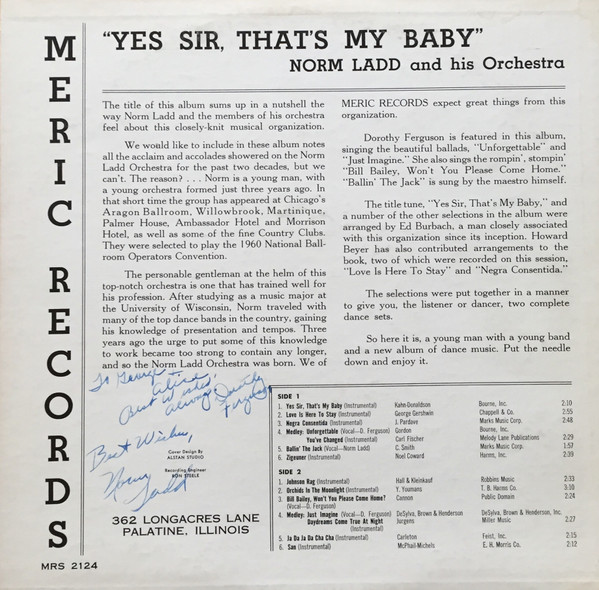 MERIC RECORDS
"YES SIR, THAT'S MY BABY"
NORM LADD and his Orchestra
The title of this album sums up in a nutshell the
way Norm Ladd and the members of his orchestra
feel about this closely-knit musical organization.
We would like to include in these album notes
all the acclaim and accolades showered on the Norm
Ladd Orchestra for the past two decades, but we
can't. The reason? . . . Norm is a young man, with
a young orchestra formed just three years ago. In
that short time the group has appeared at Chicago's
Aragon Ballroom, Willowbrook, Martinique,
Palmer House, Ambassador Hotel and Morrison
Hotel, as well as some of the fine Country Clubs.
They were selected to play the 1960 National Ball-
room Operators Convention.
The personable gentleman at the helm of this
top-notch orchestra is one that has trained well for
his profession. After studying as a music major at
the University of Wisconsin, Norm traveled with
many of the top dance bands in the country, gaining
his knowledge of presentation and tempos. Three
years ago the urge to put some of this knowledge
to work became too strong to contain any longer,
and so the Norm Ladd Orchestra was born. We of
MERIC RECORDS expect great things from this
organization.
Dorothy Ferguson is featured in this album,
singing the beautiful ballads, "Unforgettable" and
"Just Imagine." She also sings the rompin', stompin'
"Bill Bailey, Won't You Please Come Home."
"Ballin' The Jack" is sung by the maestro himself.
The title tune, "Yes Sir, That's My Baby," and
a number of the other selections in the album were
arranged by Ed Burbach, a man closely associated
with this organization since its inception. Howard
Beyer has also contributed arrangements to the
book, two of which were recorded on this session,
"Love Is Here To Stay" and "Negra Consentida."
The selections were put together in a manner
to give you, the listener or dancer, two complete
dance sets.
So here it is, a young man with a young band
and a new album of dance music. Put the needle
down and enjoy it.
To George
Best Wishes,
Always, Dorothy
Ferguson
Best Wishes,
Norm
Ladd
Cover Design By
ALSTAN STUDIO
Recording Engineer
RON STEELE
362 LONGACRES LANE
PALATINE, ILLINOIS
MRS 2124
SIDE 1
1. Yes Sir, That's My Baby (Instrumental) Kahn-Donaldson Bourne, Inc. 2:10
2. Love Is Here To Stay (Instrumental) George Gershwin Chappell & Co. 2:55
3. Negra Consentida (Instrumental) J. Pardave Marks Music Corp. 2:48
4. Medley: Unforgettable (Vocal—D. Ferguson) Gordon Bourne, Inc.
You've Changed (Instrumental) Carl Fischer Melody Lane Publications 2:29
5. Ballin' The Jack (Vocal—Norm Ladd) C. Smith Marks Music Corp. 1:57
6. Zigeuner (Instrumental) Noel Coward Harms, Inc. 2:39
SIDE 2
1. Johnson Rag (Instrumental) Hall & Kleinkauf Robbins Music 2:33
2. Orchids In The Moonlight (Instrumental) V. Youmans T. B. Harms Co. 3:10
3. Bill Bailey, Won't You Please Come Home? Cannon Public Domain 2:24
(Vocal—D. Ferguson)
4. Medley: Just Imagine (Vocal—D. Ferguson) DeSylva, Brown & Henderson DeSylva, Brown & Henderson, Inc.
Daydreams Come True At Night Jurgens Miller Music 2:27
(Instrumental)
5. Ja Da Ja Da Cha Cha (Instrumental) Carleton Feist, Inc. 2:15
6. San (Instrumental) McPhail-Michels E. H. Morris Co. 2:12